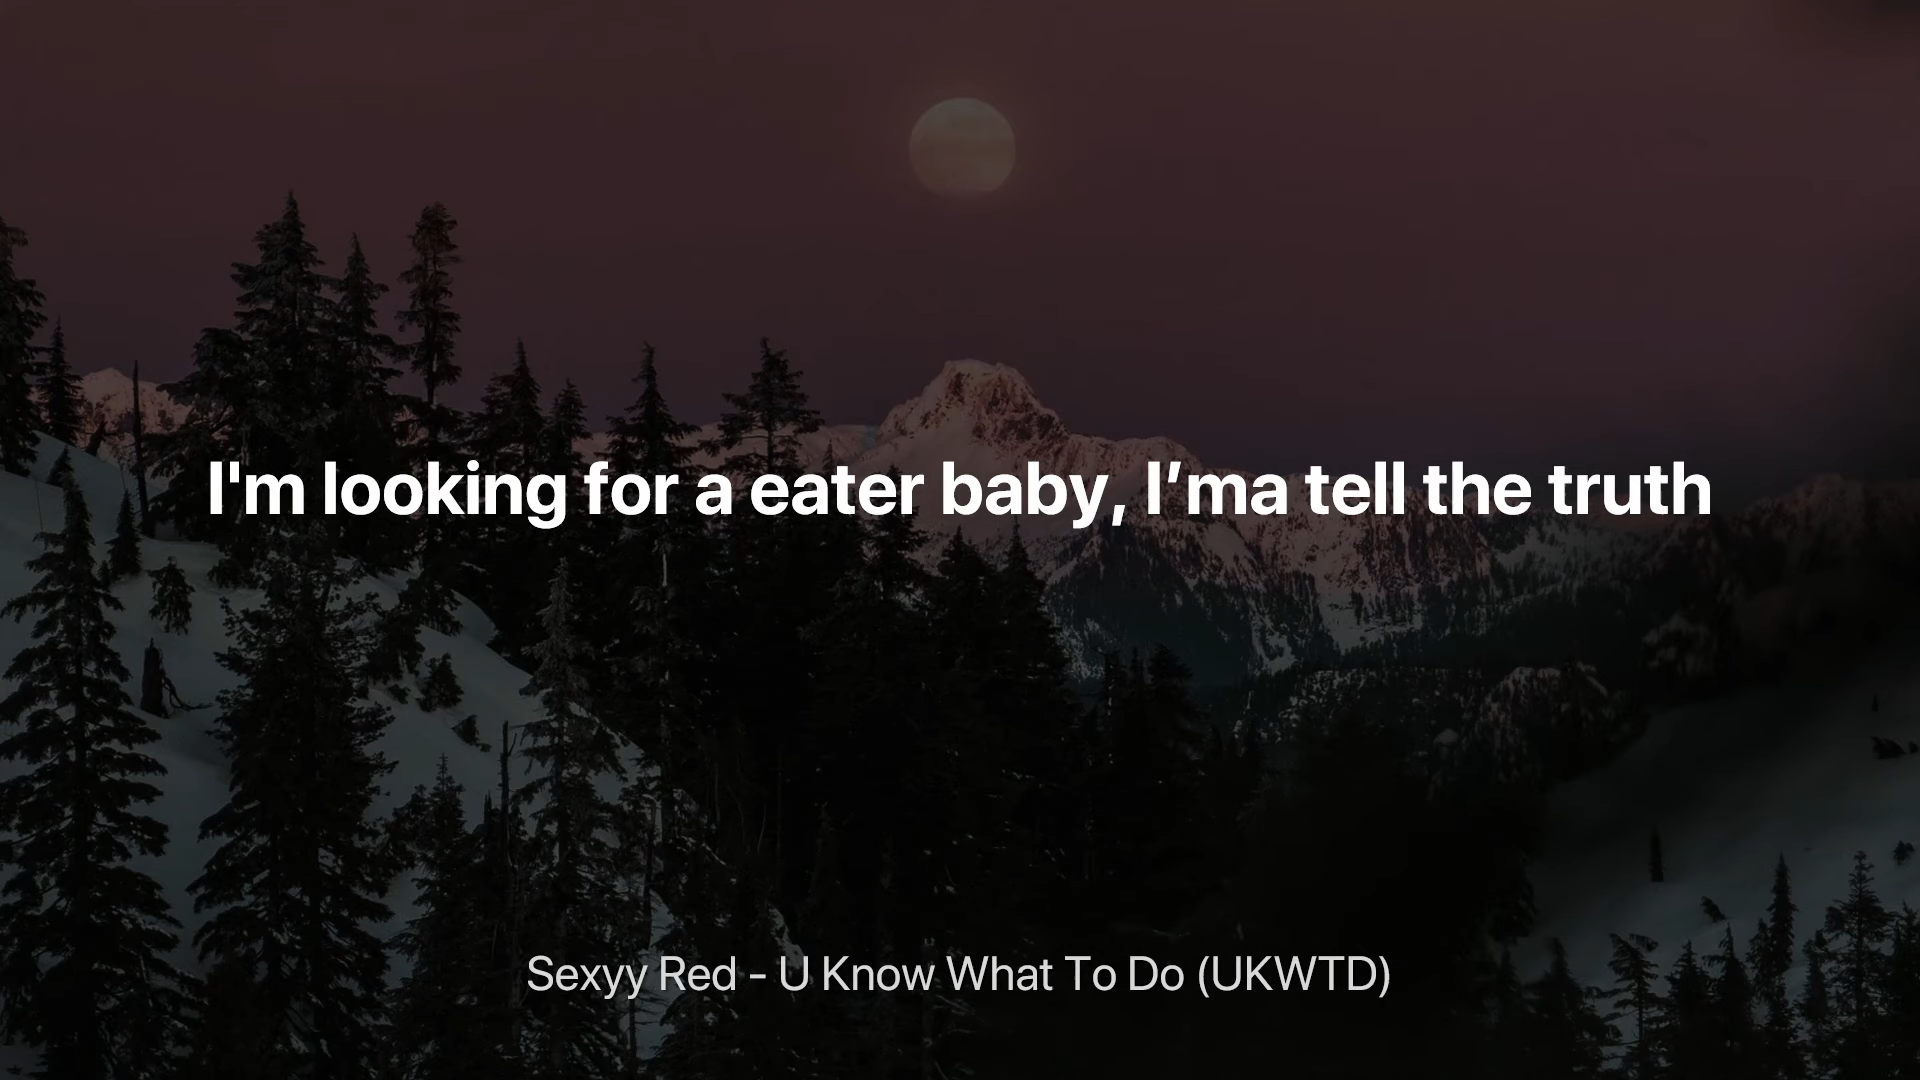 I'm looking for a eater baby, I’ma tell the truth
Sexyy Red - U Know What To Do (UKWTD)